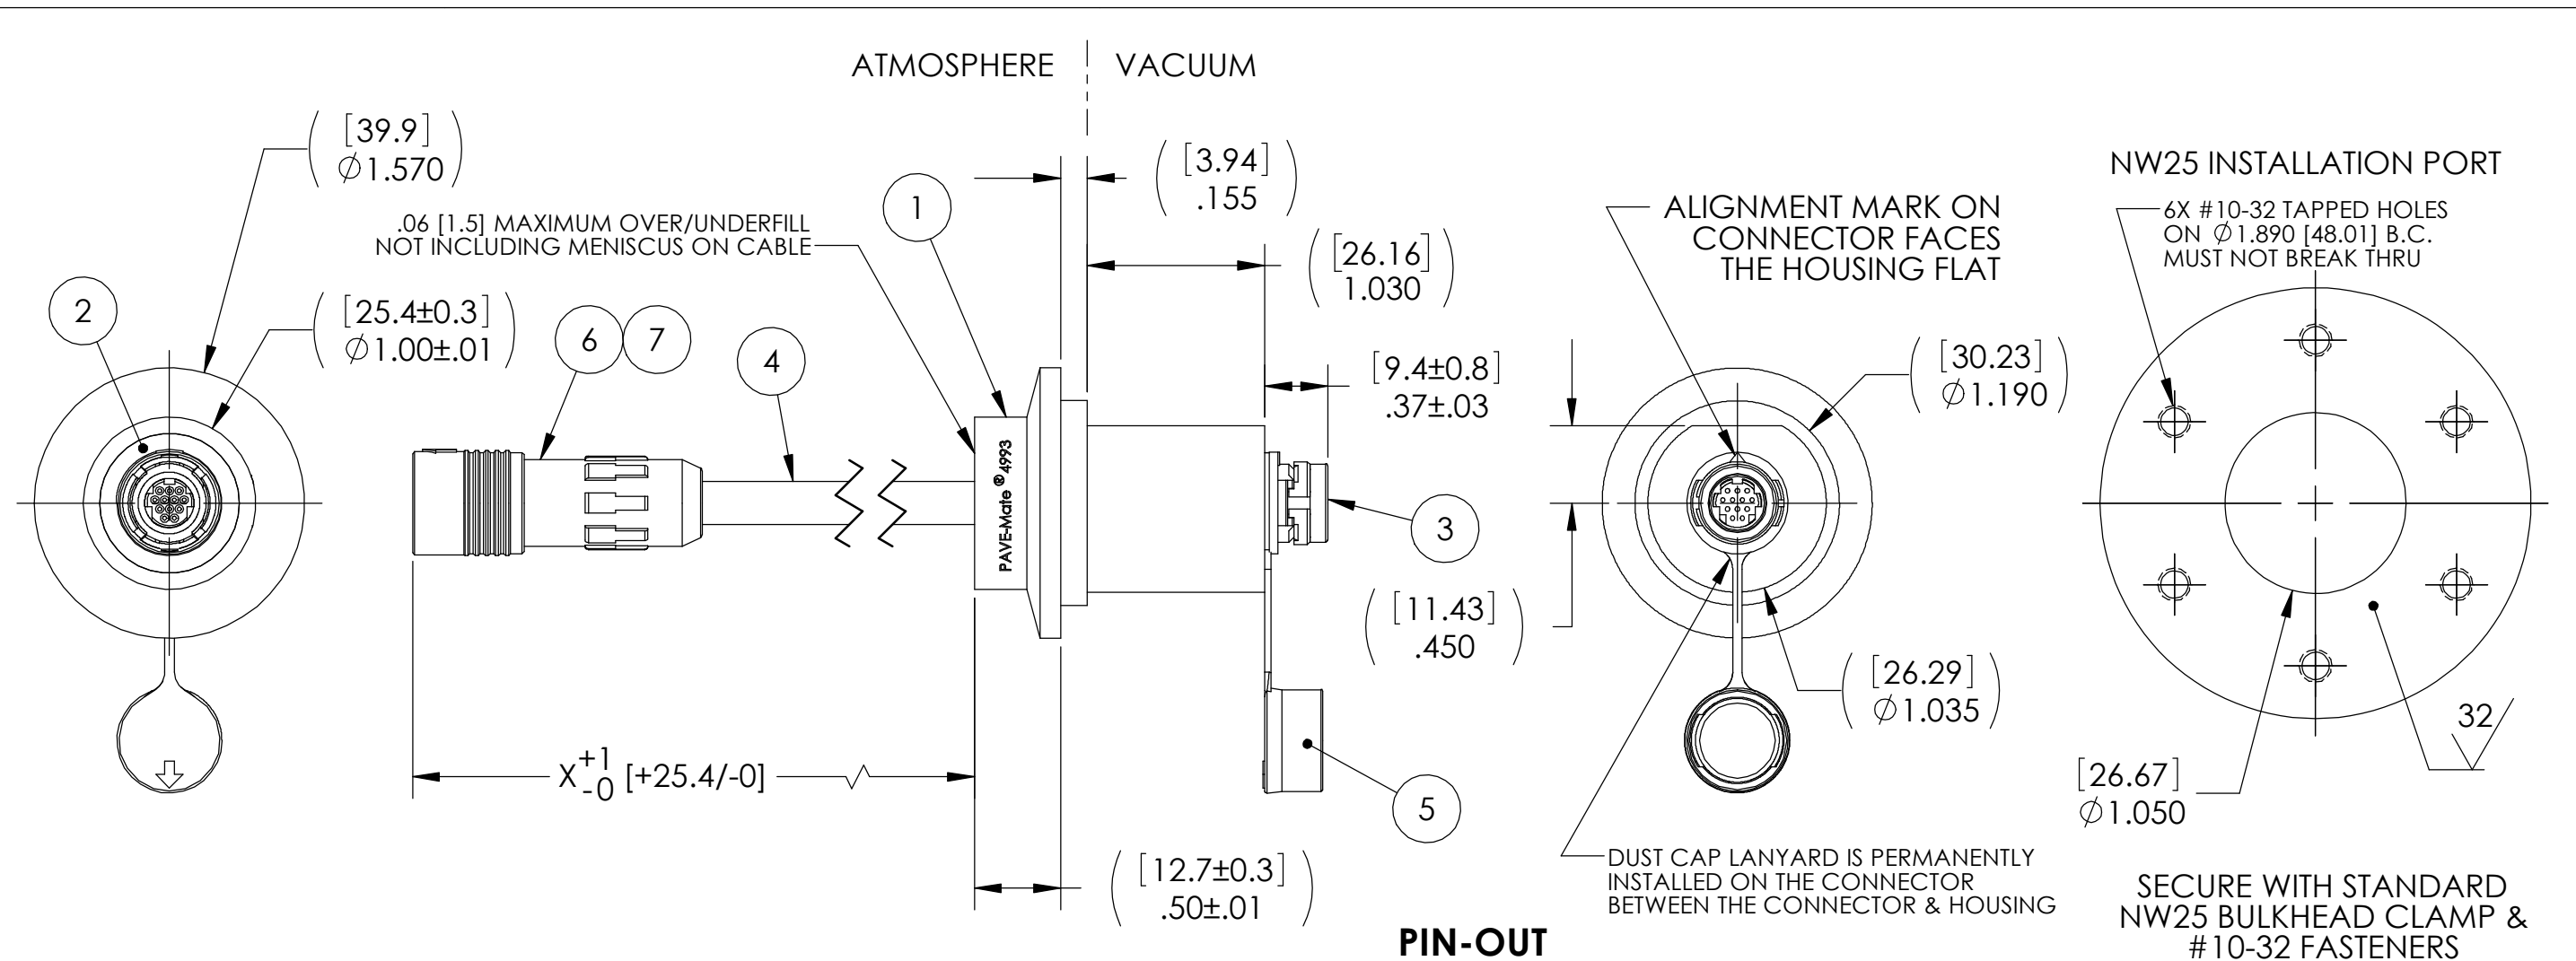 ATMOSPHERE
VACUUM
[39.9]
∅1.570
[25.4±0.3]
∅1.00±.01
2
.06 [1.5] MAXIMUM OVER/UNDERFILL
NOT INCLUDING MENISCUS ON CABLE
1
6
7
4
PAVE-Mate ® 4993
X +1 -0 [+25.4/-0]
[12.7±0.3]
.50±.01
[3.94]
.155
[26.16]
1.030
[9.4±0.8]
.37±.03
3
[11.43]
.450
5
ALIGNMENT MARK ON
CONNECTOR FACES
THE HOUSING FLAT
[30.23]
∅1.190
[26.29]
∅1.035
DUST CAP LANYARD IS PERMANENTLY
INSTALLED ON THE CONNECTOR
BETWEEN THE CONNECTOR & HOUSING
NW25 INSTALLATION PORT
6X #10-32 TAPPED HOLES
ON ∅1.890 [48.01] B.C.
MUST NOT BREAK THRU
32
[26.67]
∅1.050
SECURE WITH STANDARD
NW25 BULKHEAD CLAMP &
#10-32 FASTENERS
PIN-OUT